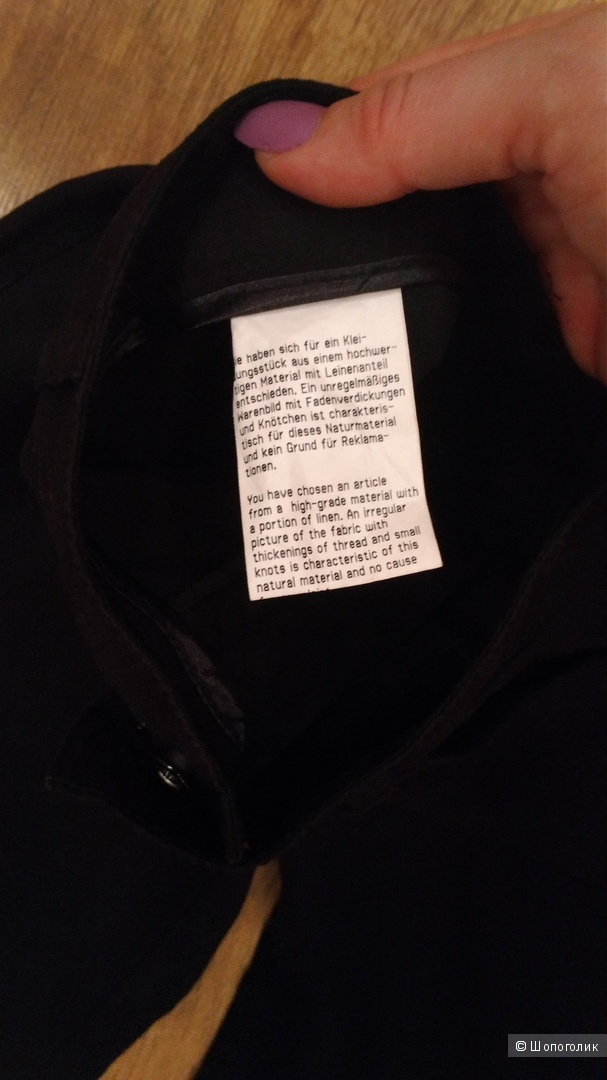 ie haben sich für ein Klei-
ungsstück aus einem hochwer-
tigen Material mit Leinenanteil
entschieden. Ein unregelmäßiges
Warenbild mit Fadenverdickungen
und Knötchen ist charakteris-
tisch für dieses Naturmaterial
und kein Grund für Reklama-
tionen.
You have chosen an article
from a high-grade material with
a portion of linen. An irregular
picture of the fabric with
thickenings of thread and small
knots is characteristic of this
natural material and no cause
© Шопоголик